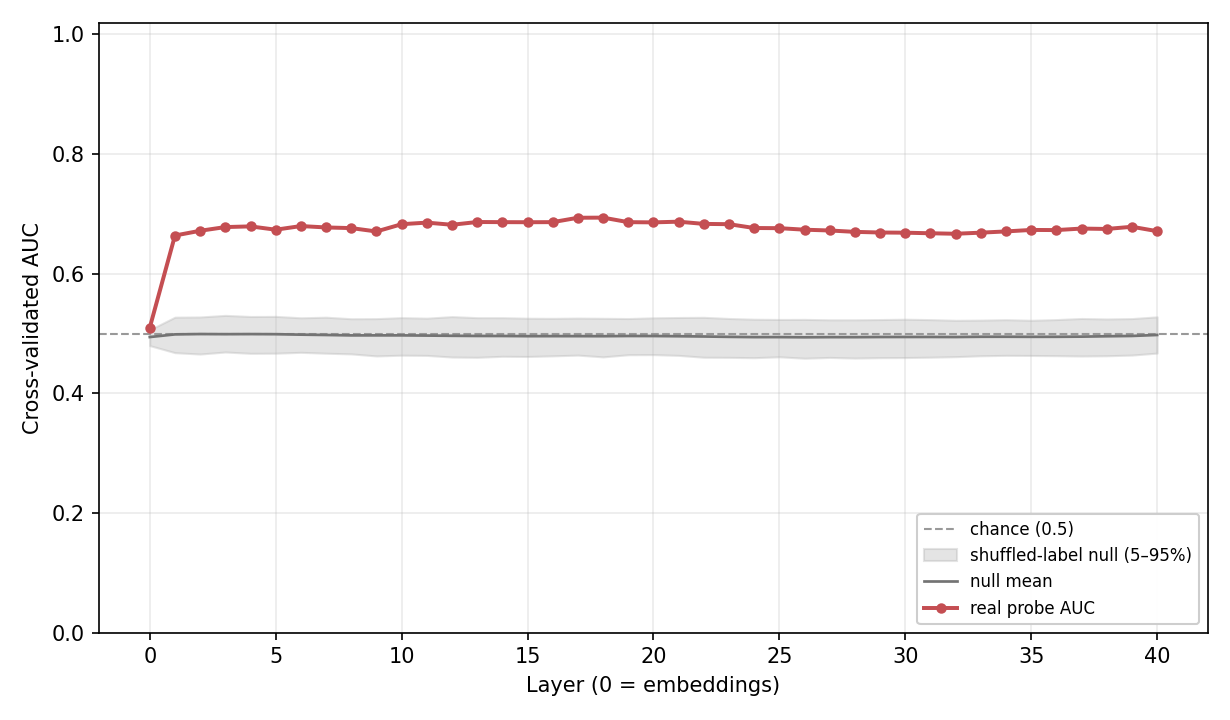 1.0
0.8
0.6
0.4
0.2
0.0
Cross-validated AUC
chance (0.5)
shuffled-label null (5–95%)
null mean
real probe AUC
0 5 10 15 20 25 30 35 40
Layer (0 = embeddings)